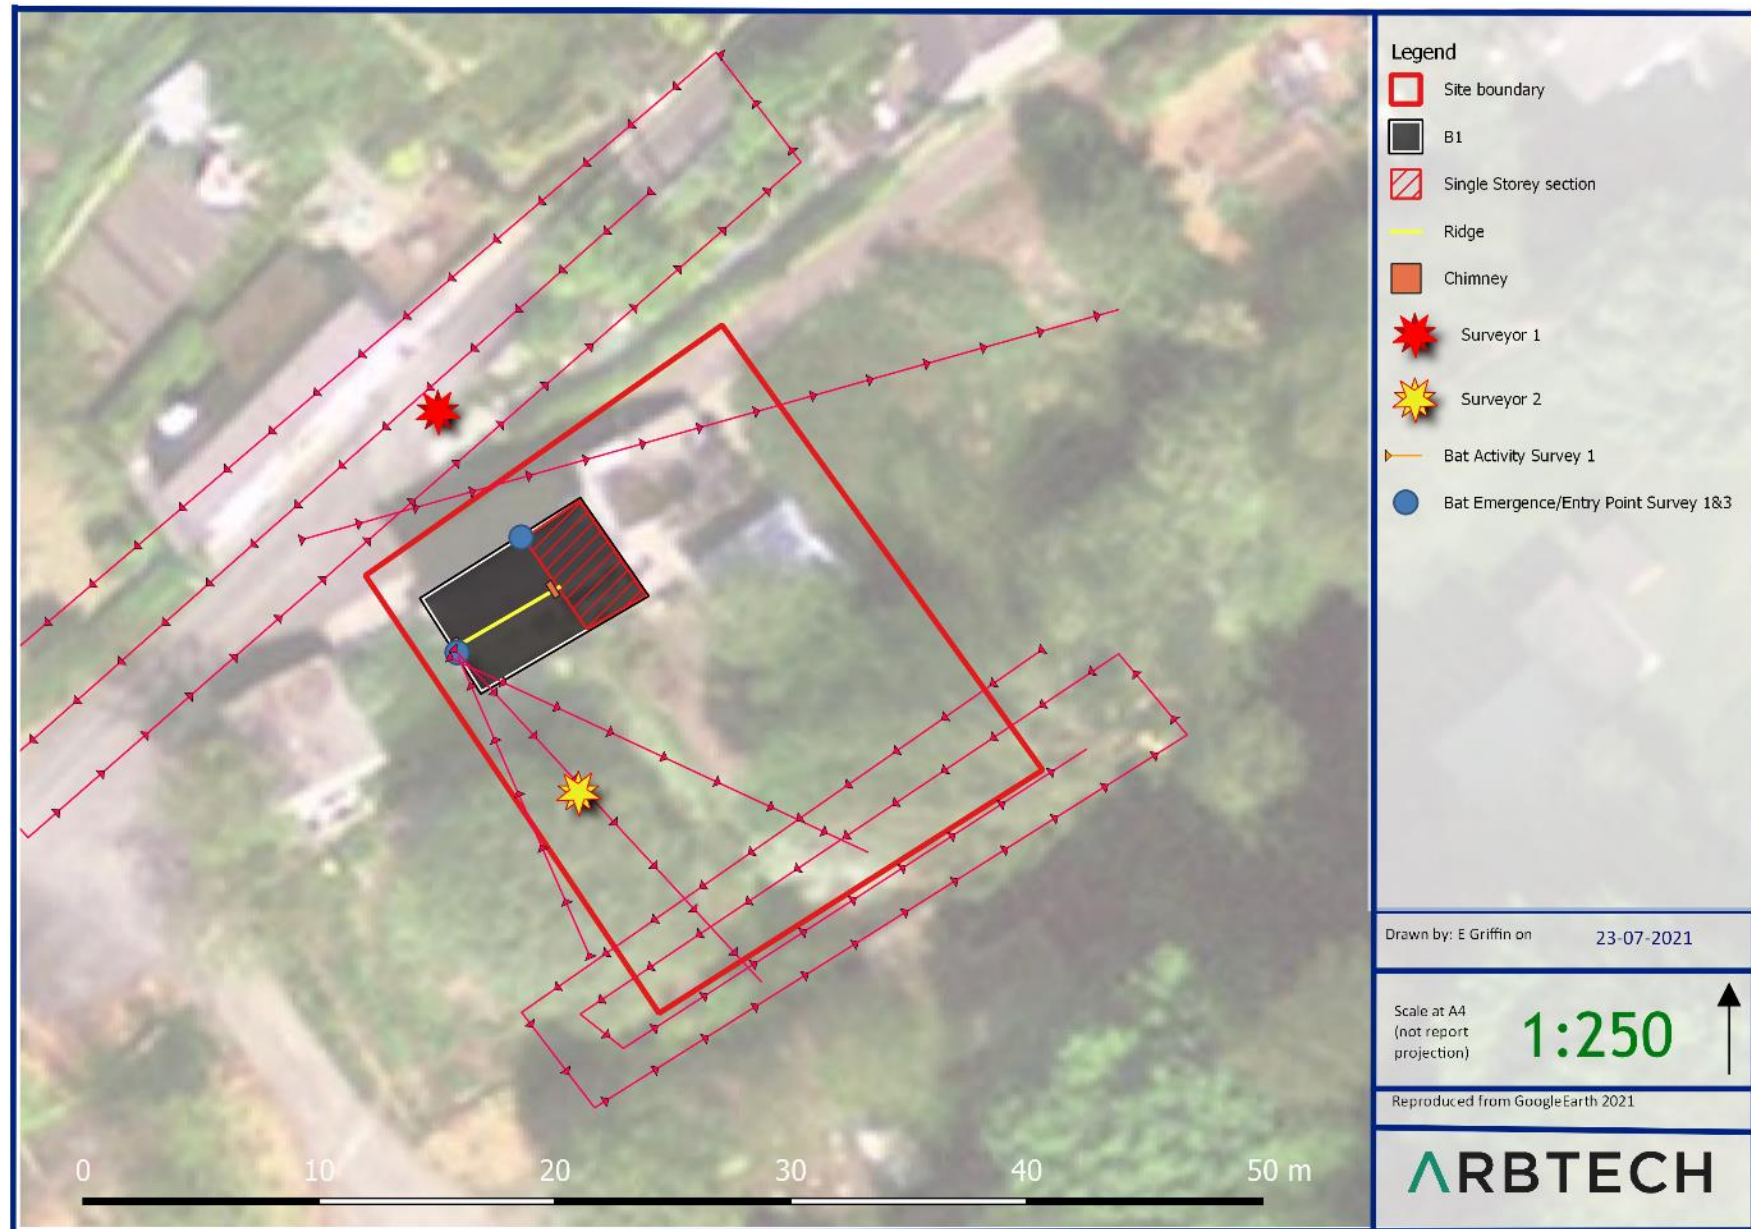 Legend
Site boundary
B1
Single Storey section
Ridge
Chimney
Surveyor 1
Surveyor 2
Bat Activity Survey 1
Bat Emergence/Entry Point Survey 1&3
Drawn by: E Griffin on 23-07-2021
Scale at A4
(not report
projection)
1:250
Reproduced from GoogleEarth 2021
ARBTECH
0 10 20 30 40 50 m